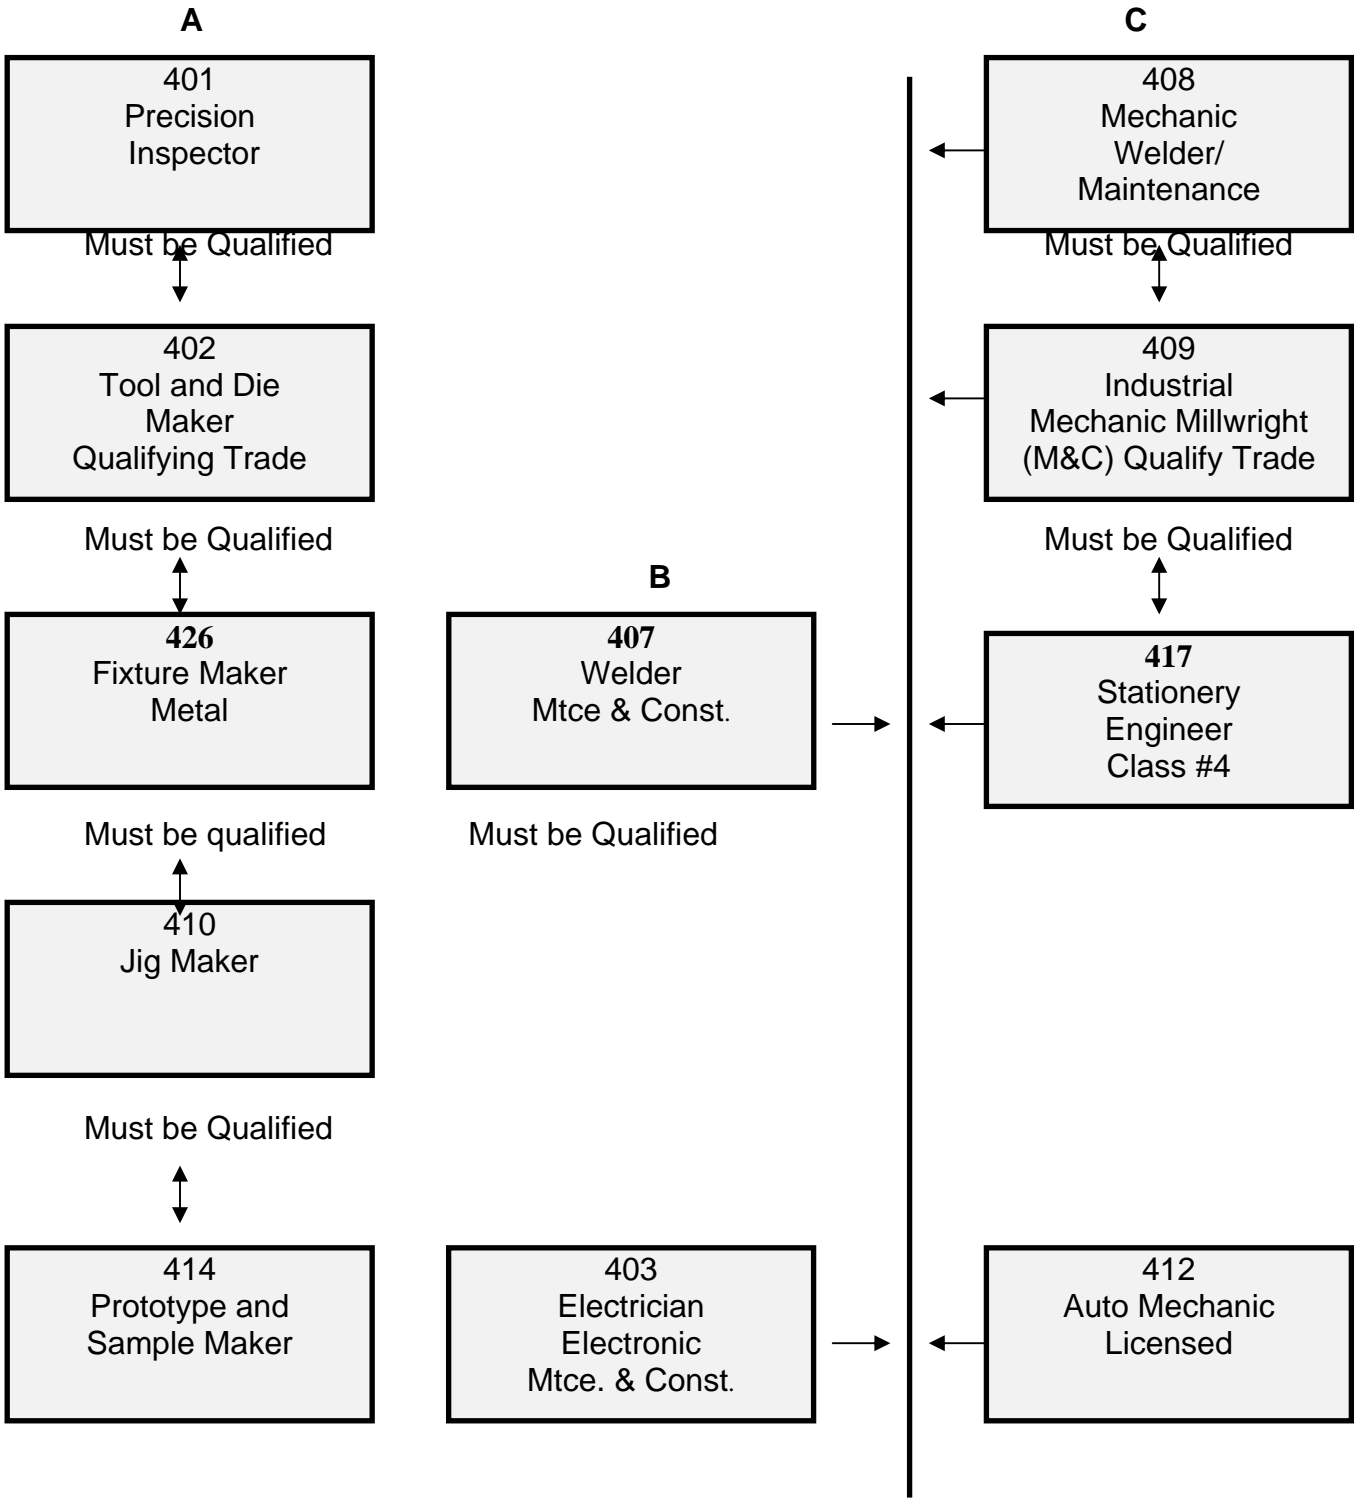 A
401
Precision
Inspector
Must be Qualified
402
Tool and Die
Maker
Qualifying Trade
Must be Qualified
426
Fixture Maker
Metal
Must be qualified
410
Jig Maker
Must be Qualified
414
Prototype and
Sample Maker
B
407
Welder
Mtce & Const.
Must be Qualified
403
Electrician
Electronic
Mtce. & Const.
C
408
Mechanic
Welder/
Maintenance
Must be Qualified
409
Industrial
Mechanic Millwright
(M&C) Qualify Trade
Must be Qualified
417
Stationery
Engineer
Class #4
412
Auto Mechanic
Licensed